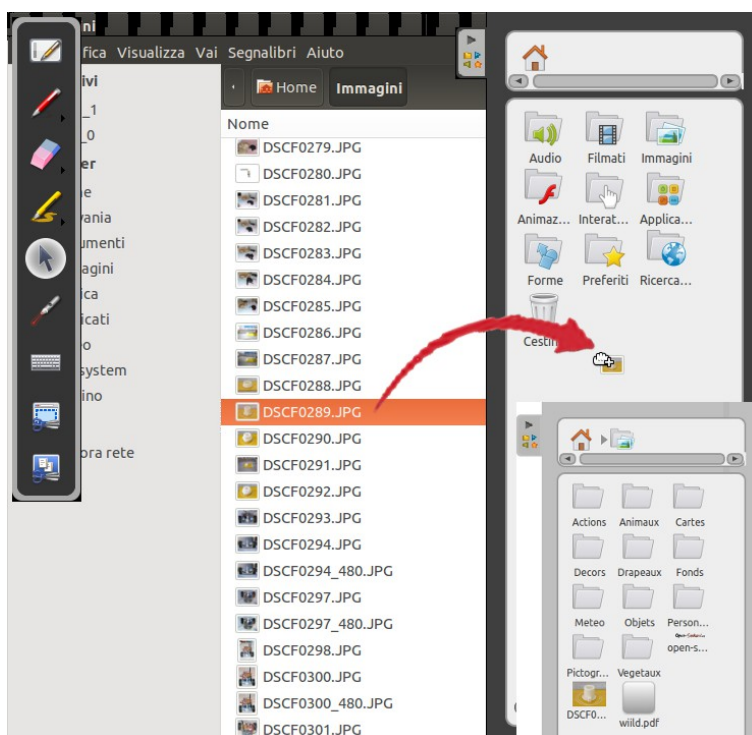 ni
fica Visualizza Vai Segnalibri Aiuto
ivi
_1
_0
er
e
vania
umenti
agini
ica
icati
eo
system
ino
ora rete
Home Immagini
Nome
DSCF0279.JPG
DSCF0280.JPG
DSCF0281.JPG
DSCF0282.JPG
DSCF0283.JPG
DSCF0284.JPG
DSCF0285.JPG
DSCF0286.JPG
DSCF0287.JPG
DSCF0288.JPG
DSCF0289.JPG
DSCF0290.JPG
DSCF0291.JPG
DSCF0292.JPG
DSCF0293.JPG
DSCF0294.JPG
DSCF0294_480.JPG
DSCF0297.JPG
DSCF0297_480.JPG
DSCF0298.JPG
DSCF0300.JPG
DSCF0300_480.JPG
DSCF0301.JPG
Audio Filmati Immagini
Animaz... Interat... Applica...
Forme Preferiti Ricerca...
Cestin
Actions Animaux Cartes
Decors Drapeaux Fonds
Meteo Objets Person...
open-s...
Pictogr... Vegetaux
DSCF0... wiild.pdf